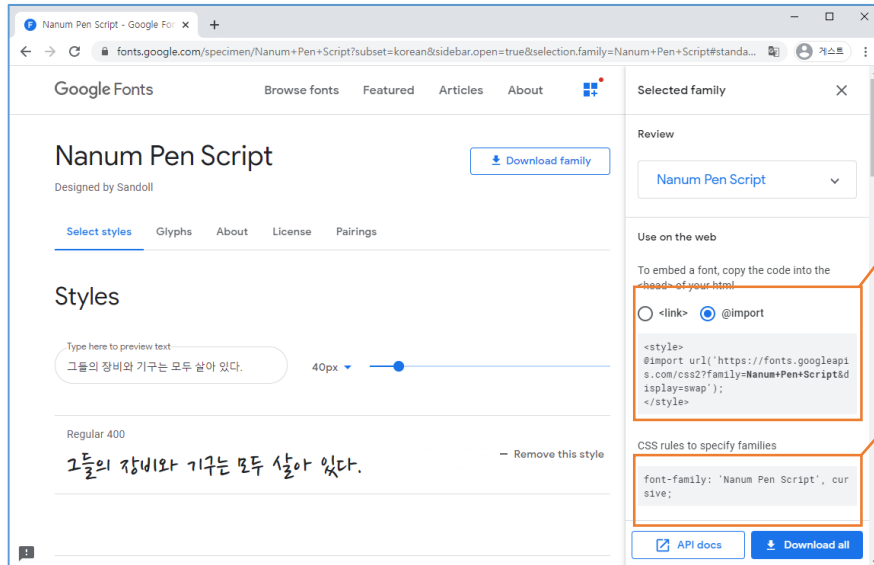 Nanum Pen Script - Google For
fonts.google.com/specimen/Nanum+Pen+Script?subset=korean&sidebar.open=true&selection.family=Nanum+Pen+Script#standa...
게스트
Google Fonts
Browse fonts
Featured
Articles
About
Nanum Pen Script
Download family
Designed by Sandoll
Select styles
Glyphs
About
License
Pairings
Styles
Type here to preview text
그들의 장비와 기구는 모두 살아 있다.
40px
Regular 400
그들의 장비와 기구는 모두 살아 있다.
Remove this style
Selected family
Review
Nanum Pen Script
Use on the web
To embed a font, copy the code into the
<head> of your html
<link>
@import
<style>
@import url('https://fonts.googleapi
s.com/css2?family=Nanum+Pen+Script&d
isplay=swap');
</style>
CSS rules to specify families
font-family: 'Nanum Pen Script', cur
sive;
API docs
Download all